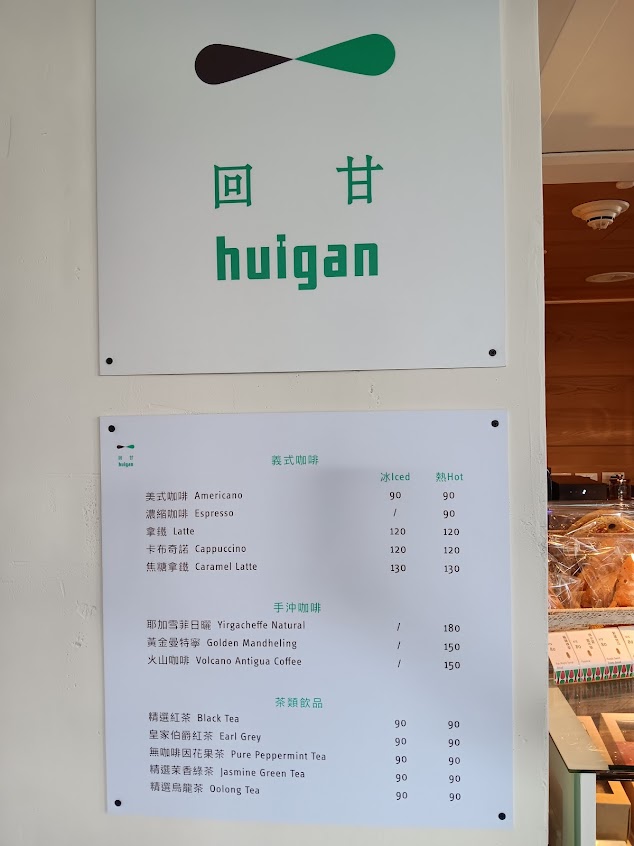 回 甘
huigan
回 甘
huigan
義式咖啡
冰Iced 熱Hot
美式咖啡 Americano 90 90
濃縮咖啡 Espresso / 90
拿鐵 Latte 120 120
卡布奇諾 Cappuccino 120 120
焦糖拿鐵 Caramel Latte 130 130
手沖咖啡
耶加雪菲日曬 Yirgacheffe Natural / 180
黃金曼特寧 Golden Mandheling / 150
火山咖啡 Volcano Antigua Coffee / 150
茶類飲品
精選紅茶 Black Tea 90 90
皇家伯爵紅茶 Earl Grey 90 90
無咖啡因花果茶 Pure Peppermint Tea 90 90
精選茉香綠茶 Jasmine Green Tea 90 90
精選烏龍茶 Oolong Tea 90 90